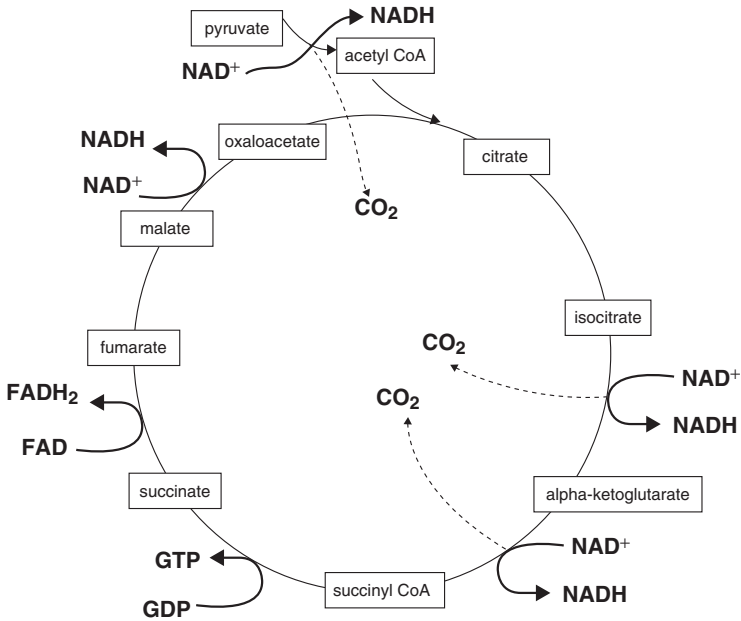 pyruvate
NADH
acetyl CoA
NAD+
oxaloacetate
citrate
NADH
NAD+
CO2
malate
isocitrate
fumarate
CO2
NAD+
FADH2
CO2
NADH
FAD
succinate
alpha-ketoglutarate
NAD+
GTP
succinyl CoA
NADH
GDP